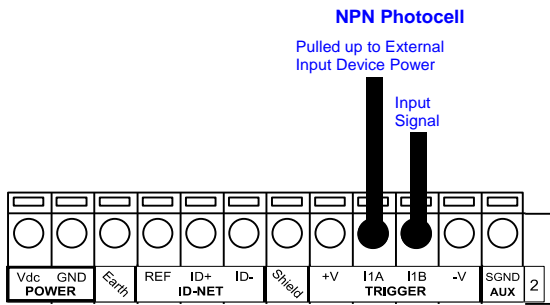 NPN Photocell
Pulled up to External
Input Device Power
Input
Signal
Vdc GND Earth REF ID+ ID- Shield +V I1A I1B -V SGND 2
POWER ID-NET TRIGGER AUX